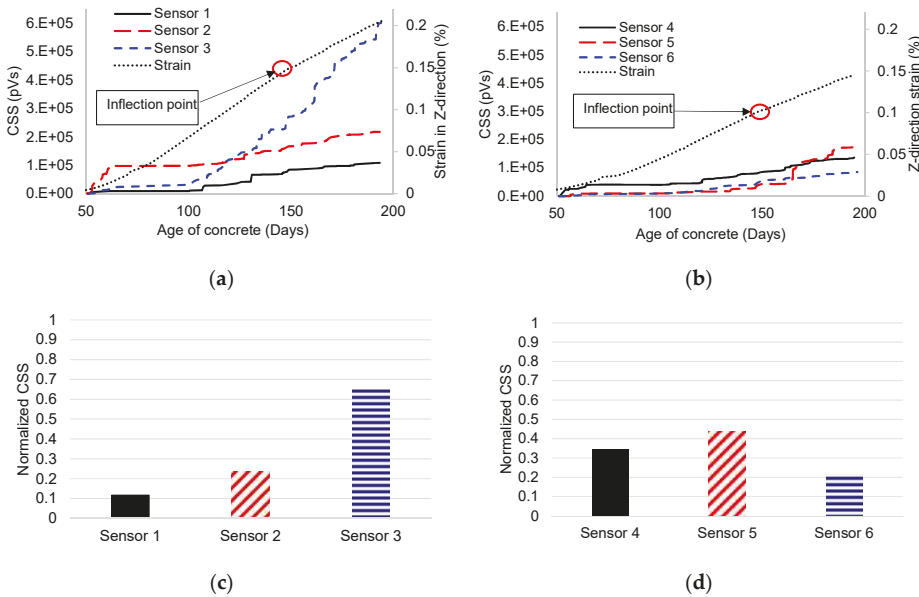 6.E+05
5.E+05
4.E+05
3.E+05
2.E+05
1.E+05
0.E+00
CSS (pVs)
Sensor 1
Sensor 2
Sensor 3
Strain
Inflection point
0.2
0.15
0.1
0.05
0
Strain in Z-direction (%)
50 100 150 200
Age of concrete (Days)
(a)
6.E+05
5.E+05
4.E+05
3.E+05
2.E+05
1.E+05
0.E+00
CSS (pVs)
Sensor 4
Sensor 5
Sensor 6
Strain
Inflection point
0.2
0.15
0.1
0.05
0
Z-direction strain (%)
50 100 150 200
Age of concrete (Days)
(b)
1
0.9
0.8
0.7
0.6
0.5
0.4
0.3
0.2
0.1
0
Normalized CSS
Sensor 1 Sensor 2 Sensor 3
(c)
1
0.9
0.8
0.7
0.6
0.5
0.4
0.3
0.2
0.1
0
Normalized CSS
Sensor 4 Sensor 5 Sensor 6
(d)